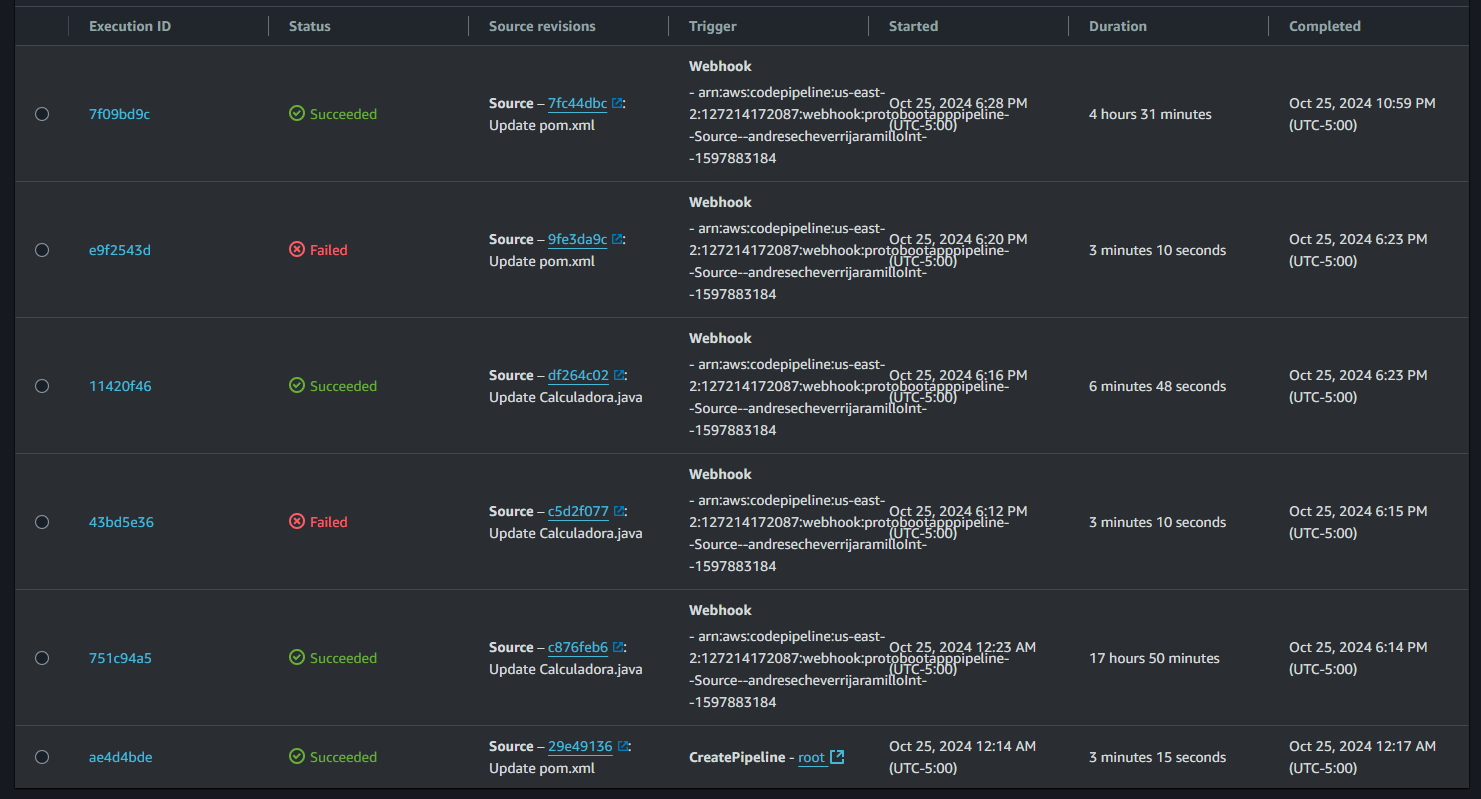 Execution ID Status Source revisions Trigger Started Duration Completed
7f09bd9c Succeeded
Source – 7fc44dbc :
Update pom.xml
Webhook
- arn:aws:codepipeline:us-east-
2:127214172087:webhook:protobootapppipeline-
-Source--andresecheverrijaramilloInt-
-1597883184
Oct 25, 2024 6:28 PM
(UTC-5:00)
4 hours 31 minutes
Oct 25, 2024 10:59 PM
(UTC-5:00)
e9f2543d Failed
Source – 9fe3da9c :
Update pom.xml
Webhook
- arn:aws:codepipeline:us-east-
2:127214172087:webhook:protobootapppipeline-
-Source--andresecheverrijaramilloInt-
-1597883184
Oct 25, 2024 6:20 PM
(UTC-5:00)
3 minutes 10 seconds
Oct 25, 2024 6:23 PM
(UTC-5:00)
11420f46 Succeeded
Source – df264c02 :
Update Calculadora.java
Webhook
- arn:aws:codepipeline:us-east-
2:127214172087:webhook:protobootapppipeline-
-Source--andresecheverrijaramilloInt-
-1597883184
Oct 25, 2024 6:16 PM
(UTC-5:00)
6 minutes 48 seconds
Oct 25, 2024 6:23 PM
(UTC-5:00)
43bd5e36 Failed
Source – c5d2f077 :
Update Calculadora.java
Webhook
- arn:aws:codepipeline:us-east-
2:127214172087:webhook:protobootapppipeline-
-Source--andresecheverrijaramilloInt-
-1597883184
Oct 25, 2024 6:12 PM
(UTC-5:00)
3 minutes 10 seconds
Oct 25, 2024 6:15 PM
(UTC-5:00)
751c94a5 Succeeded
Source – c876feb6 :
Update Calculadora.java
Webhook
- arn:aws:codepipeline:us-east-
2:127214172087:webhook:protobootapppipeline-
-Source--andresecheverrijaramilloInt-
-1597883184
Oct 25, 2024 12:23 AM
(UTC-5:00)
17 hours 50 minutes
Oct 25, 2024 6:14 PM
(UTC-5:00)
ae4d4bde Succeeded
Source – 29e49136 :
Update pom.xml
CreatePipeline - root
Oct 25, 2024 12:14 AM
(UTC-5:00)
3 minutes 15 seconds
Oct 25, 2024 12:17 AM
(UTC-5:00)